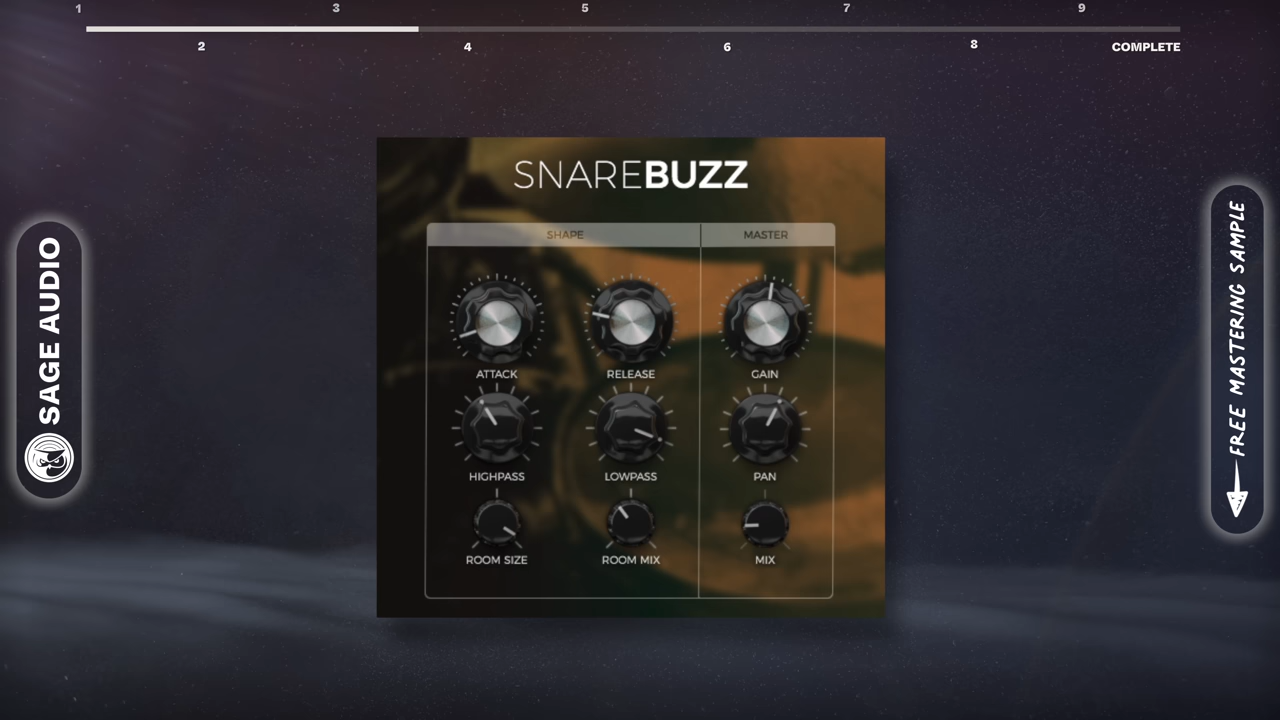 1 3 5 7 9
2 4 6 8 COMPLETE
SNAREBUZZ
SHAPE MASTER
ATTACK RELEASE GAIN
HIGHPASS LOWPASS PAN
ROOM SIZE ROOM MIX MIX
SAGE AUDIO
FREE MASTERING SAMPLE